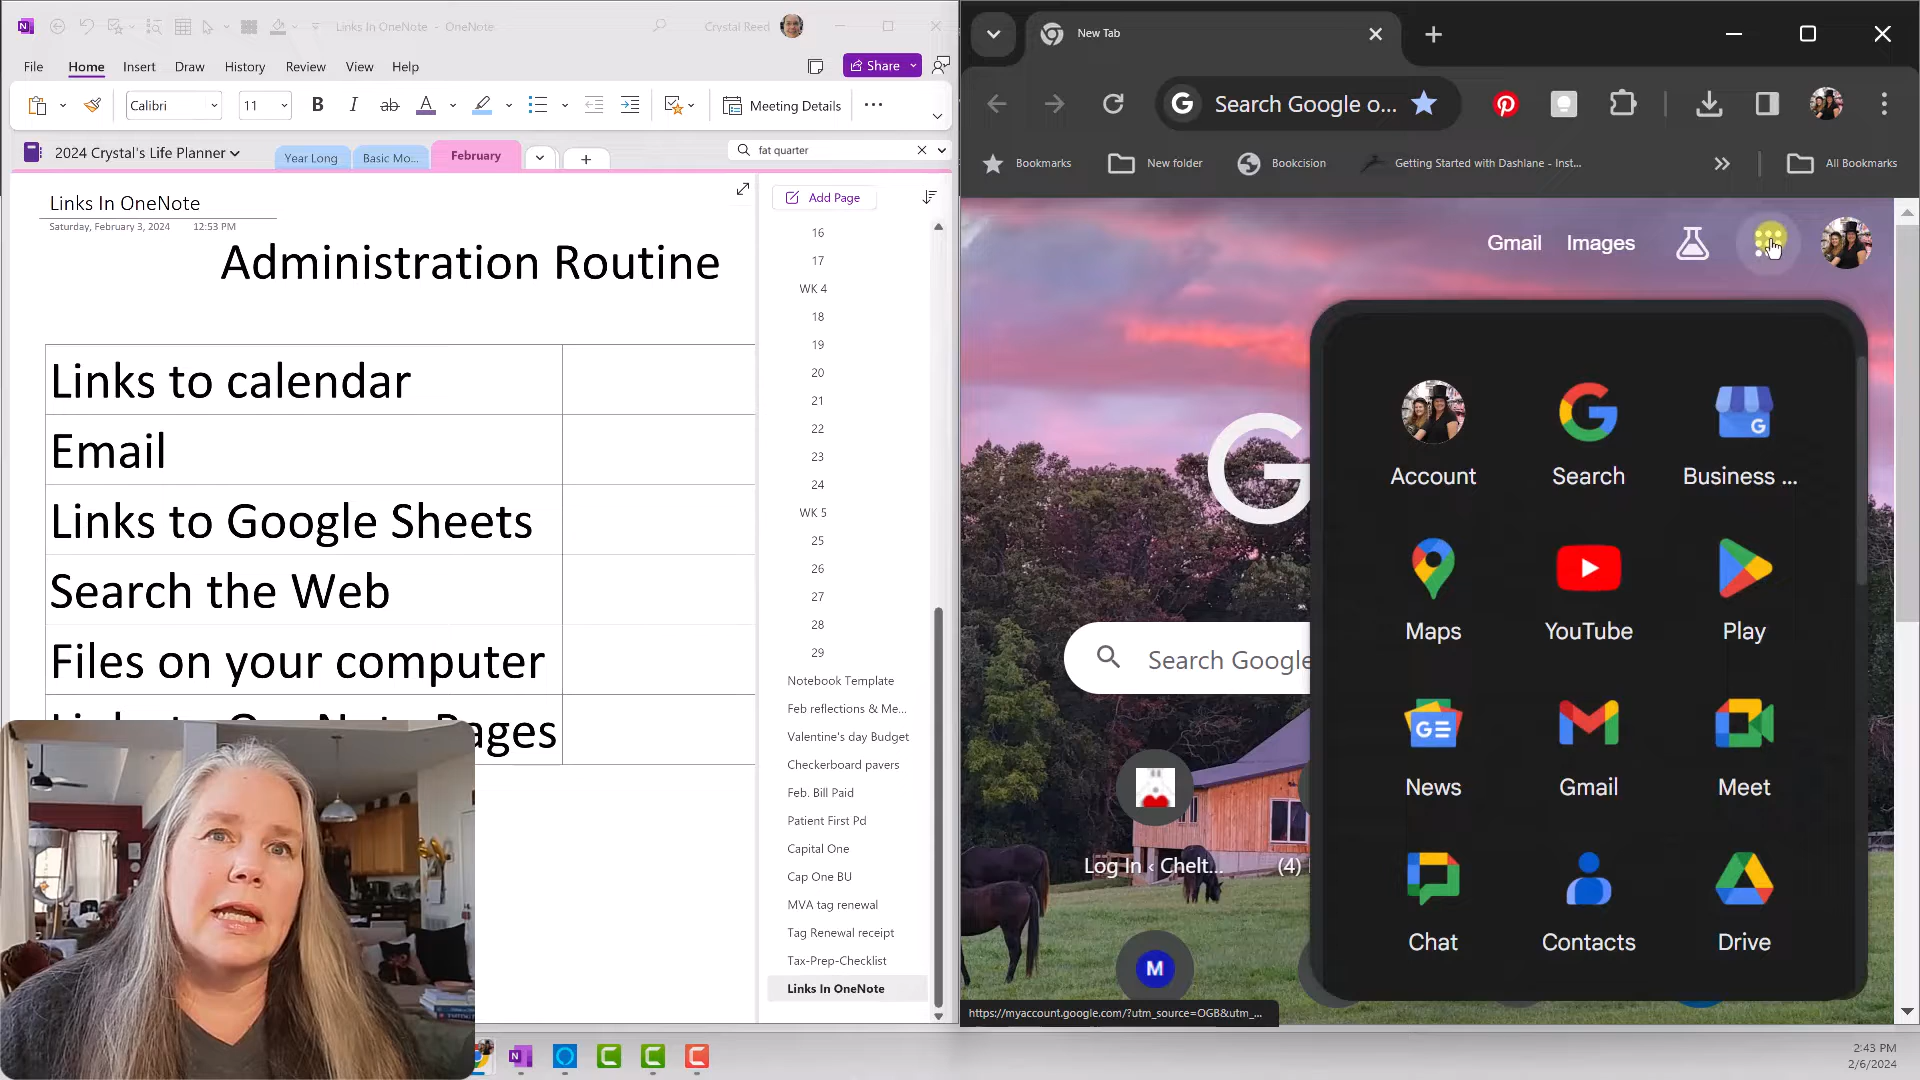 Links In OneNote - OneNote
Crystal Reed
File Home Insert Draw History Review View Help
Share
Calibri
11
B I ab A
Meeting Details
2024 Crystal's Life Planner
Year Long
Basic Mo...
February
fat quarter
Links In OneNote
Saturday, February 3, 2024 12:53 PM
Administration Routine
Links to calendar
Email
Links to Google Sheets
Search the Web
Files on your computer
ages
Add Page
16
17
WK 4
18
19
20
21
22
23
24
WK 5
25
26
27
28
29
Notebook Template
Feb reflections & Me...
Valentine's day Budget
Checkerboard pavers
Feb. Bill Paid
Patient First Pd
Capital One
Cap One BU
MVA tag renewal
Tag Renewal receipt
Tax-Prep-Checklist
Links In OneNote
New Tab
Search Google o...
Bookmarks
New folder
Bookcision
Getting Started with Dashlane - Inst...
All Bookmarks
Gmail Images
G
Search Google
Account
Search
Business ...
Maps
YouTube
Play
News
Gmail
Meet
Chat
Contacts
Drive
Log In ‹ Chelt...
(4)
M
https://myaccount.google.com/?utm_source=OGB&utm_...
2:43 PM
2/6/2024